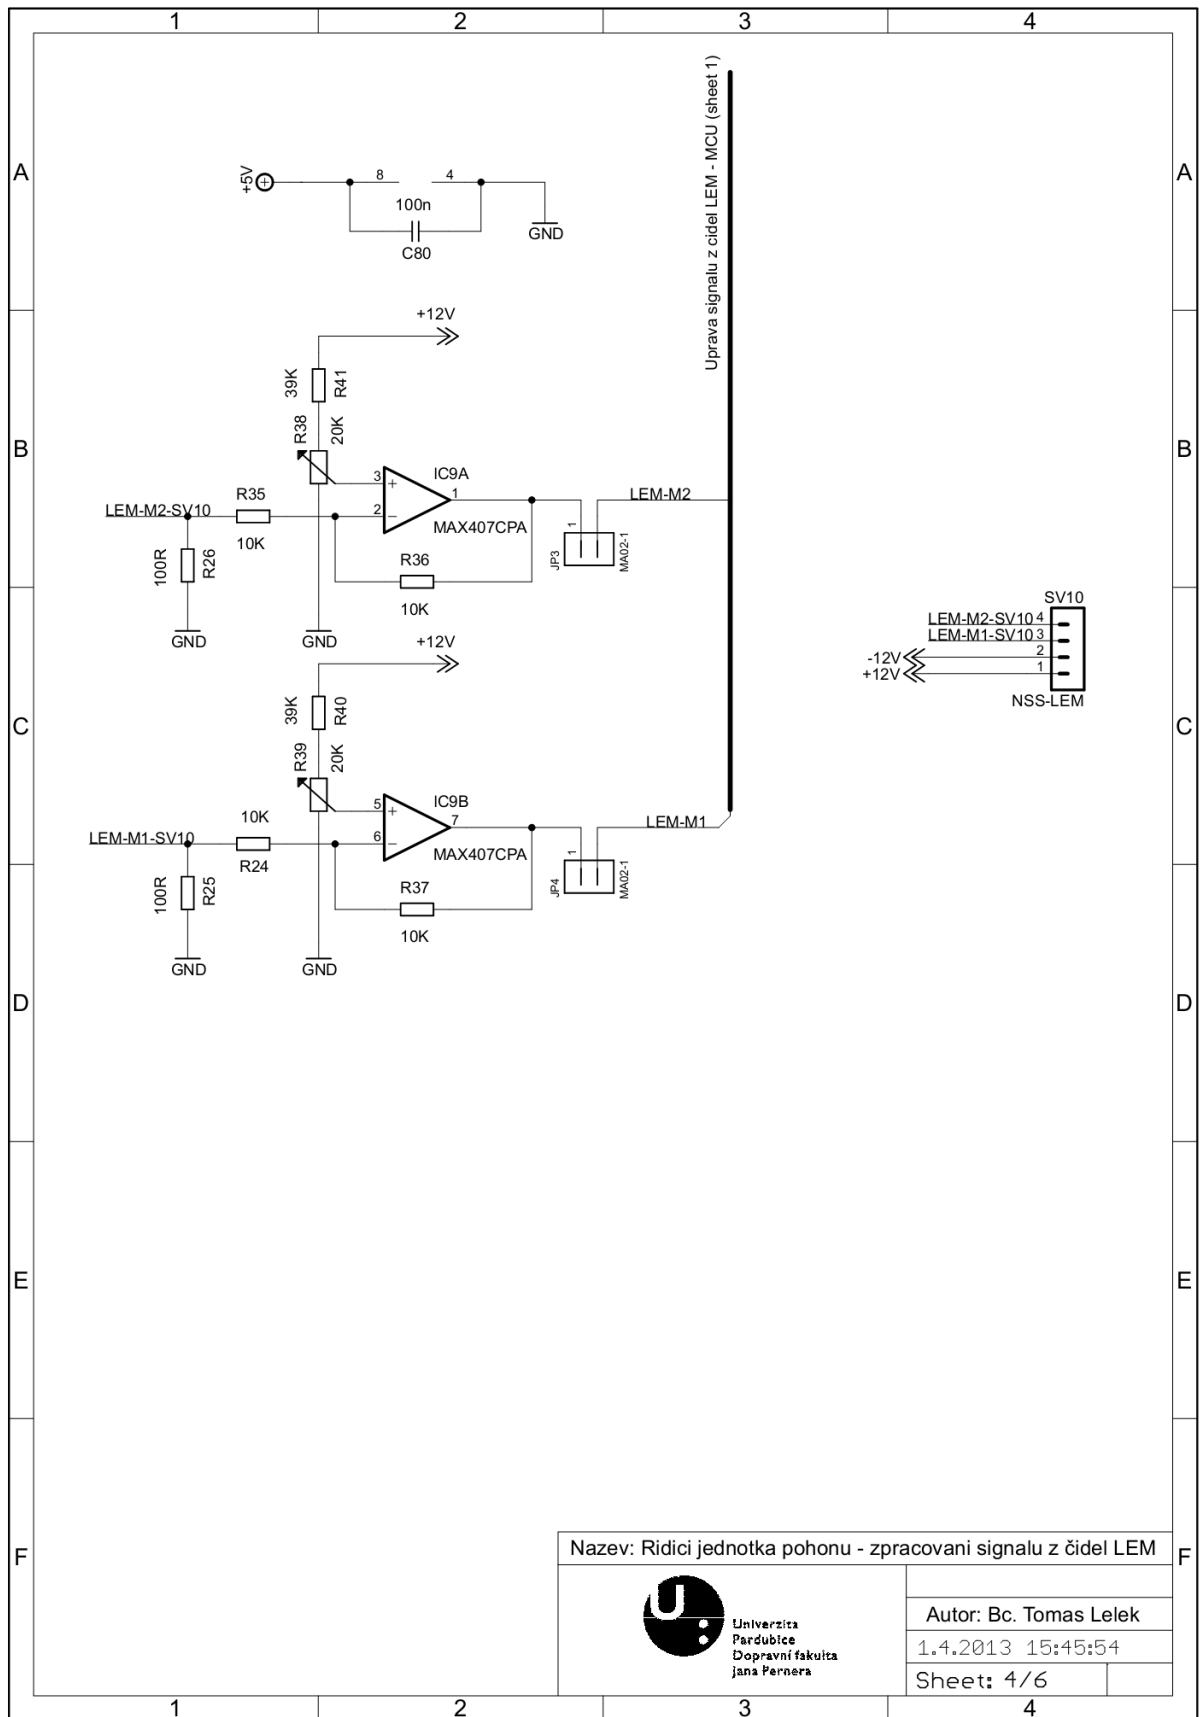 1 2 3 4
A A
Uprava signalu z cidel LEM - MCU (sheet 1)
+5V 8 4
100n
C80
GND
+12V
39K R41
B B
R38 20K
R35
LEM-M2-SV10
10K
100R R26
3 IC9A
1
2
MAX407CPA
R36
10K
LEM-M2
1
JP3 MA02-1
GND GND
SV10
LEM-M2-SV10 4
LEM-M1-SV10 3
-12V 2
+12V 1
NSS-LEM
+12V
39K R40
C C
R39 20K
10K
LEM-M1-SV10
R24
100R R25
5 IC9B
7
6
MAX407CPA
R37
10K
LEM-M1
1
JP4 MA02-1
GND GND
D D
E E
F F
Nazev: Ridici jednotka pohonu - zpracovani signalu z čidel LEM
U
Univerzita
Pardubice
Dopravní fakulta
Jana Pernera
Autor: Bc. Tomas Lelek
1.4.2013 15:45:54
Sheet: 4/6
1 2 3 4